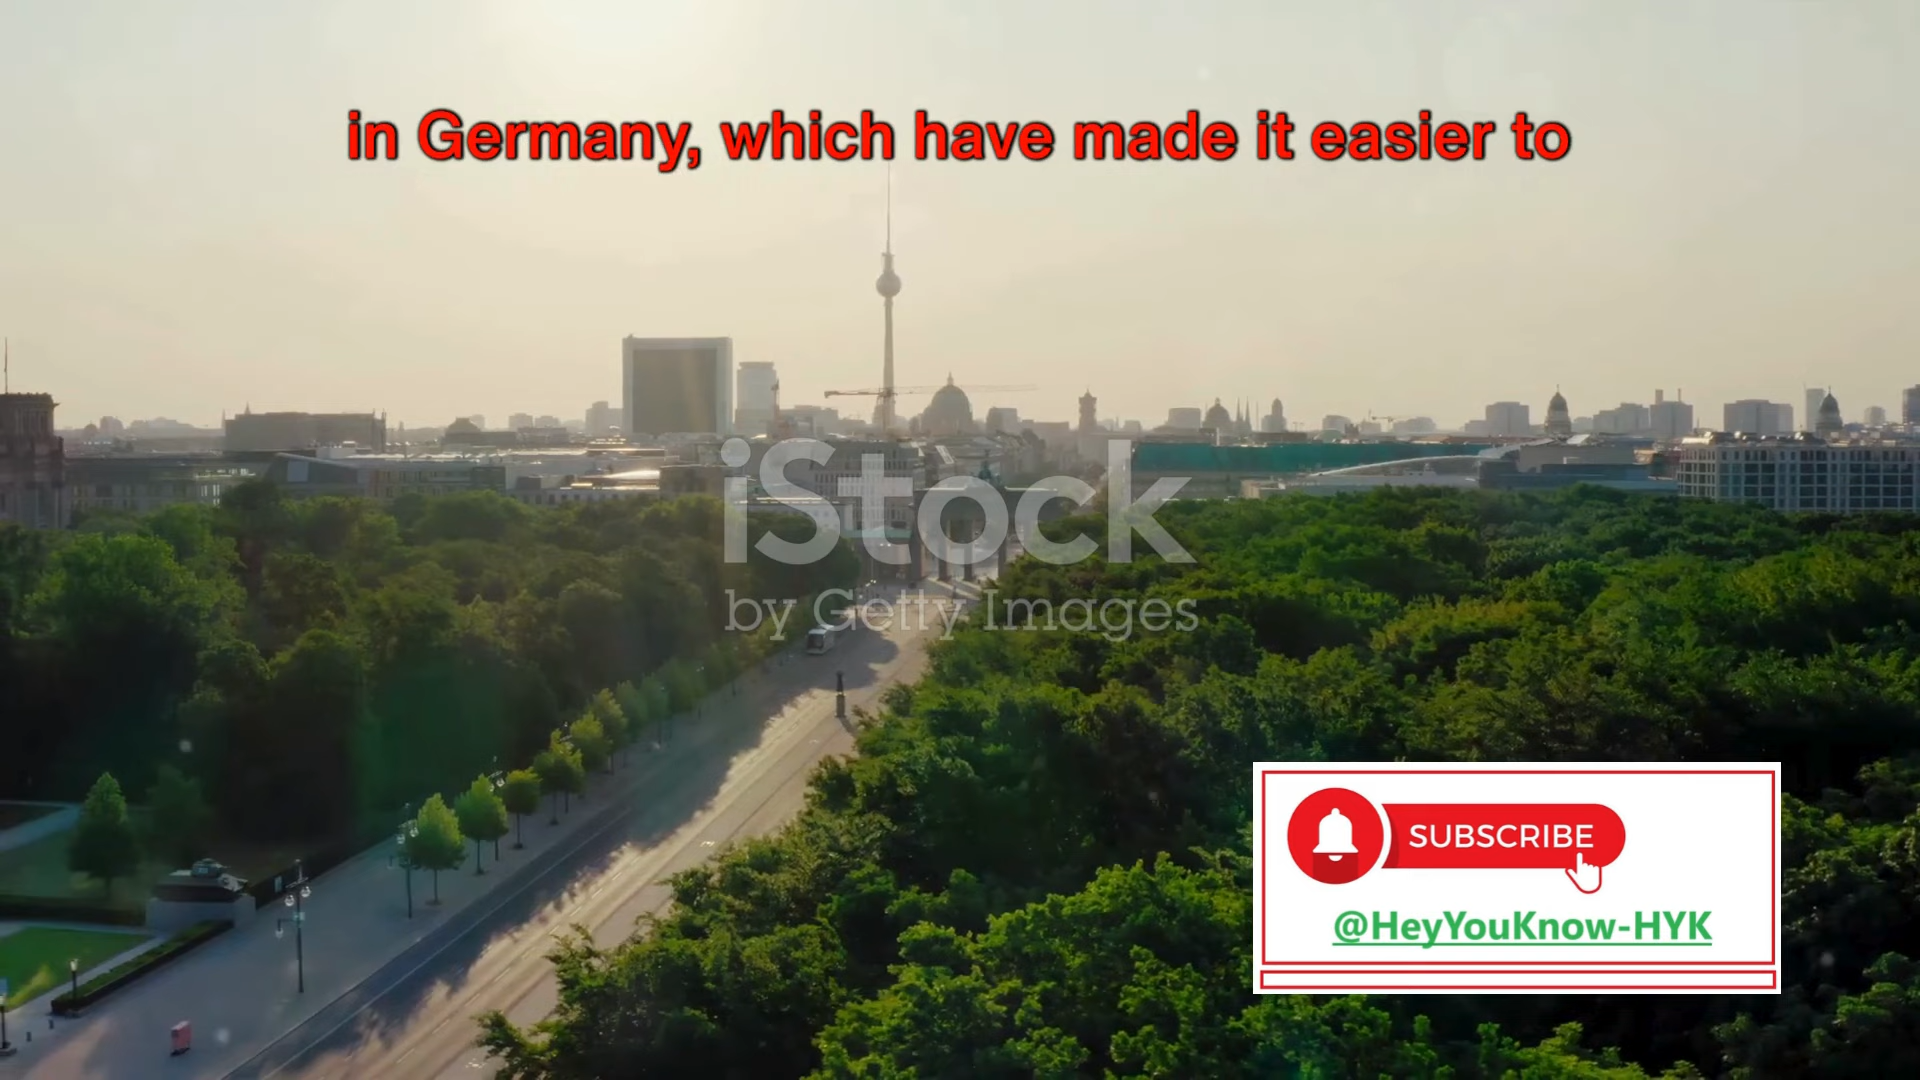 in Germany, which have made it easier to
iStock
by Getty Images
SUBSCRIBE
@HeyYouKnow-HYK